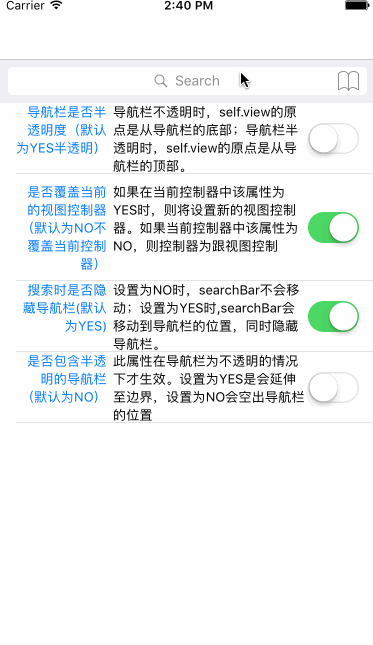 Carrier 2:40 PM
Search
导航栏是否半
透明度（默认
为YES半透明）
导航栏不透明时，self.view的原
点是从导航栏的底部；导航栏半
透明时，self.view的原点是从导
航栏的顶部。
是否覆盖当前
的视图控制器
（默认为NO不
覆盖当前控制
器）
如果在当前控制器中该属性为
YES时，则将设置新的视图控制
器。如果当前控制器中该属性为
NO，则控制器为跟视图控制
搜索时是否隐
藏导航栏(默认
为YES)
设置为NO时，searchBar不会移
动；设置为YES时,searchBar会
移动到导航栏的位置，同时隐藏
导航栏。
是否包含半透
明的导航栏
（默认为NO）
此属性在导航栏为不透明的情况
下才生效。设置为YES是会延伸
至边界，设置为NO会空出导航栏
的位置